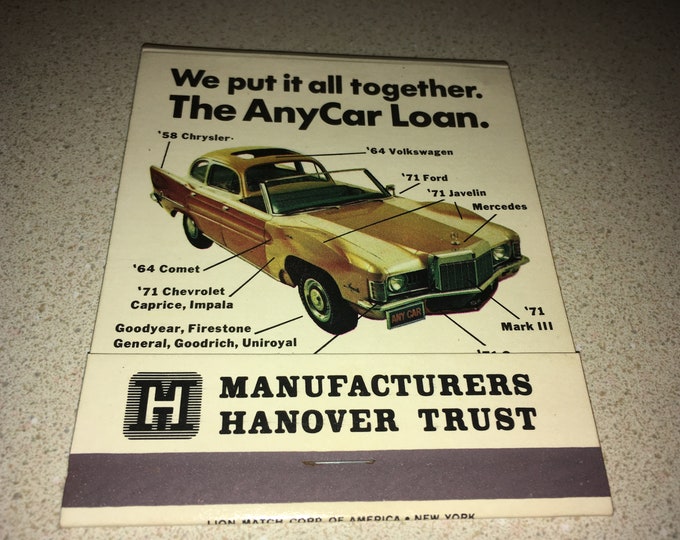 We put it all together.
The AnyCar Loan.
'58 Chrysler
'64 Volkswagen
'71 Ford
'71 Javelin
Mercedes
'64 Comet
'71 Chevrolet
Caprice, Impala
'71
Mark III
Goodyear, Firestone
General, Goodrich, Uniroyal
ANY CAR
MANUFACTURERS
HANOVER TRUST
LION MATCH CORP. OF AMERICA • NEW YORK